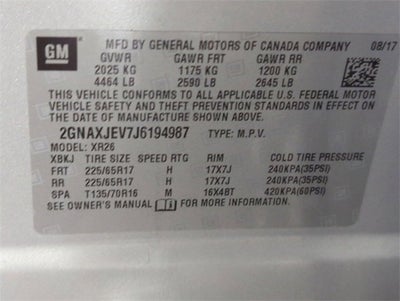 GM
MFD BY GENERAL MOTORS OF CANADA COMPANY 08/17
GVWR GAWR FRT GAWR RR
2025 KG 1175 KG 1200 KG
4464 LB 2590 LB 2645 LB
THIS VEHICLE CONFORMS TO ALL APPLICABLE U.S. FEDERAL MOTOR
VEHICLE SAFETY AND THEFT PREVENTION STANDARDS IN EFFECT ON
THE DATE OF MANUFACTURE SHOWN ABOVE.
2GNAXJEV7J6194987 TYPE: M.P.V.
MODEL: XR26
XBKJ TIRE SIZE SPEED RTG RIM COLD TIRE PRESSURE
FRT 225/65R17 H 17X7J 240KPA(35PSI)
RR 225/65R17 H 17X7J 240KPA(35PSI)
SPA T135/70R16 M 16X4BT 420KPA(60PSI)
SEE OWNER'S MANUAL FOR MORE INFORMATION.